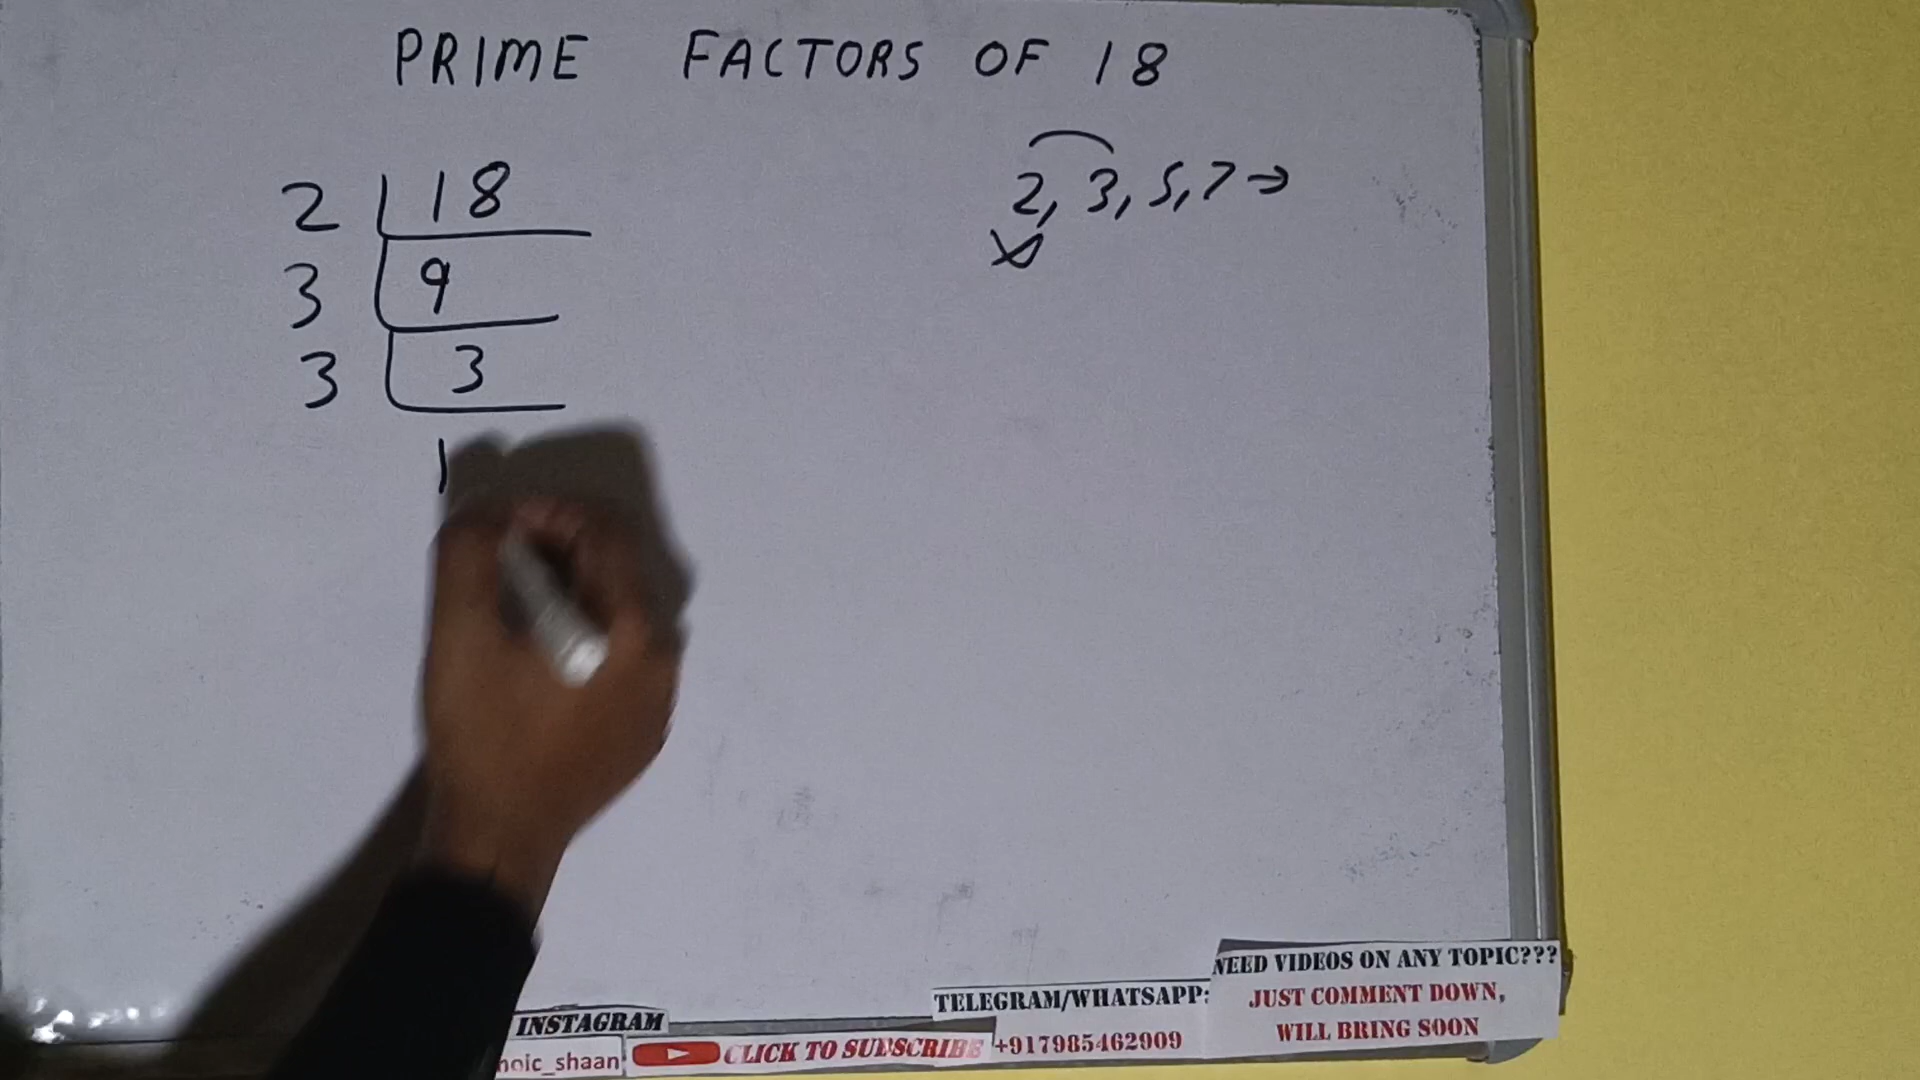 PRIME FACTORS OF 18
2 18
3 9
3 3
1
2, 3, 5, 7 →
INSTAGRAM
noic_shaan
CLICK TO SUBSCRIBE
TELEGRAM/WHATSAPP:
+917985462909
NEED VIDEOS ON ANY TOPIC???
JUST COMMENT DOWN,
WILL BRING SOON